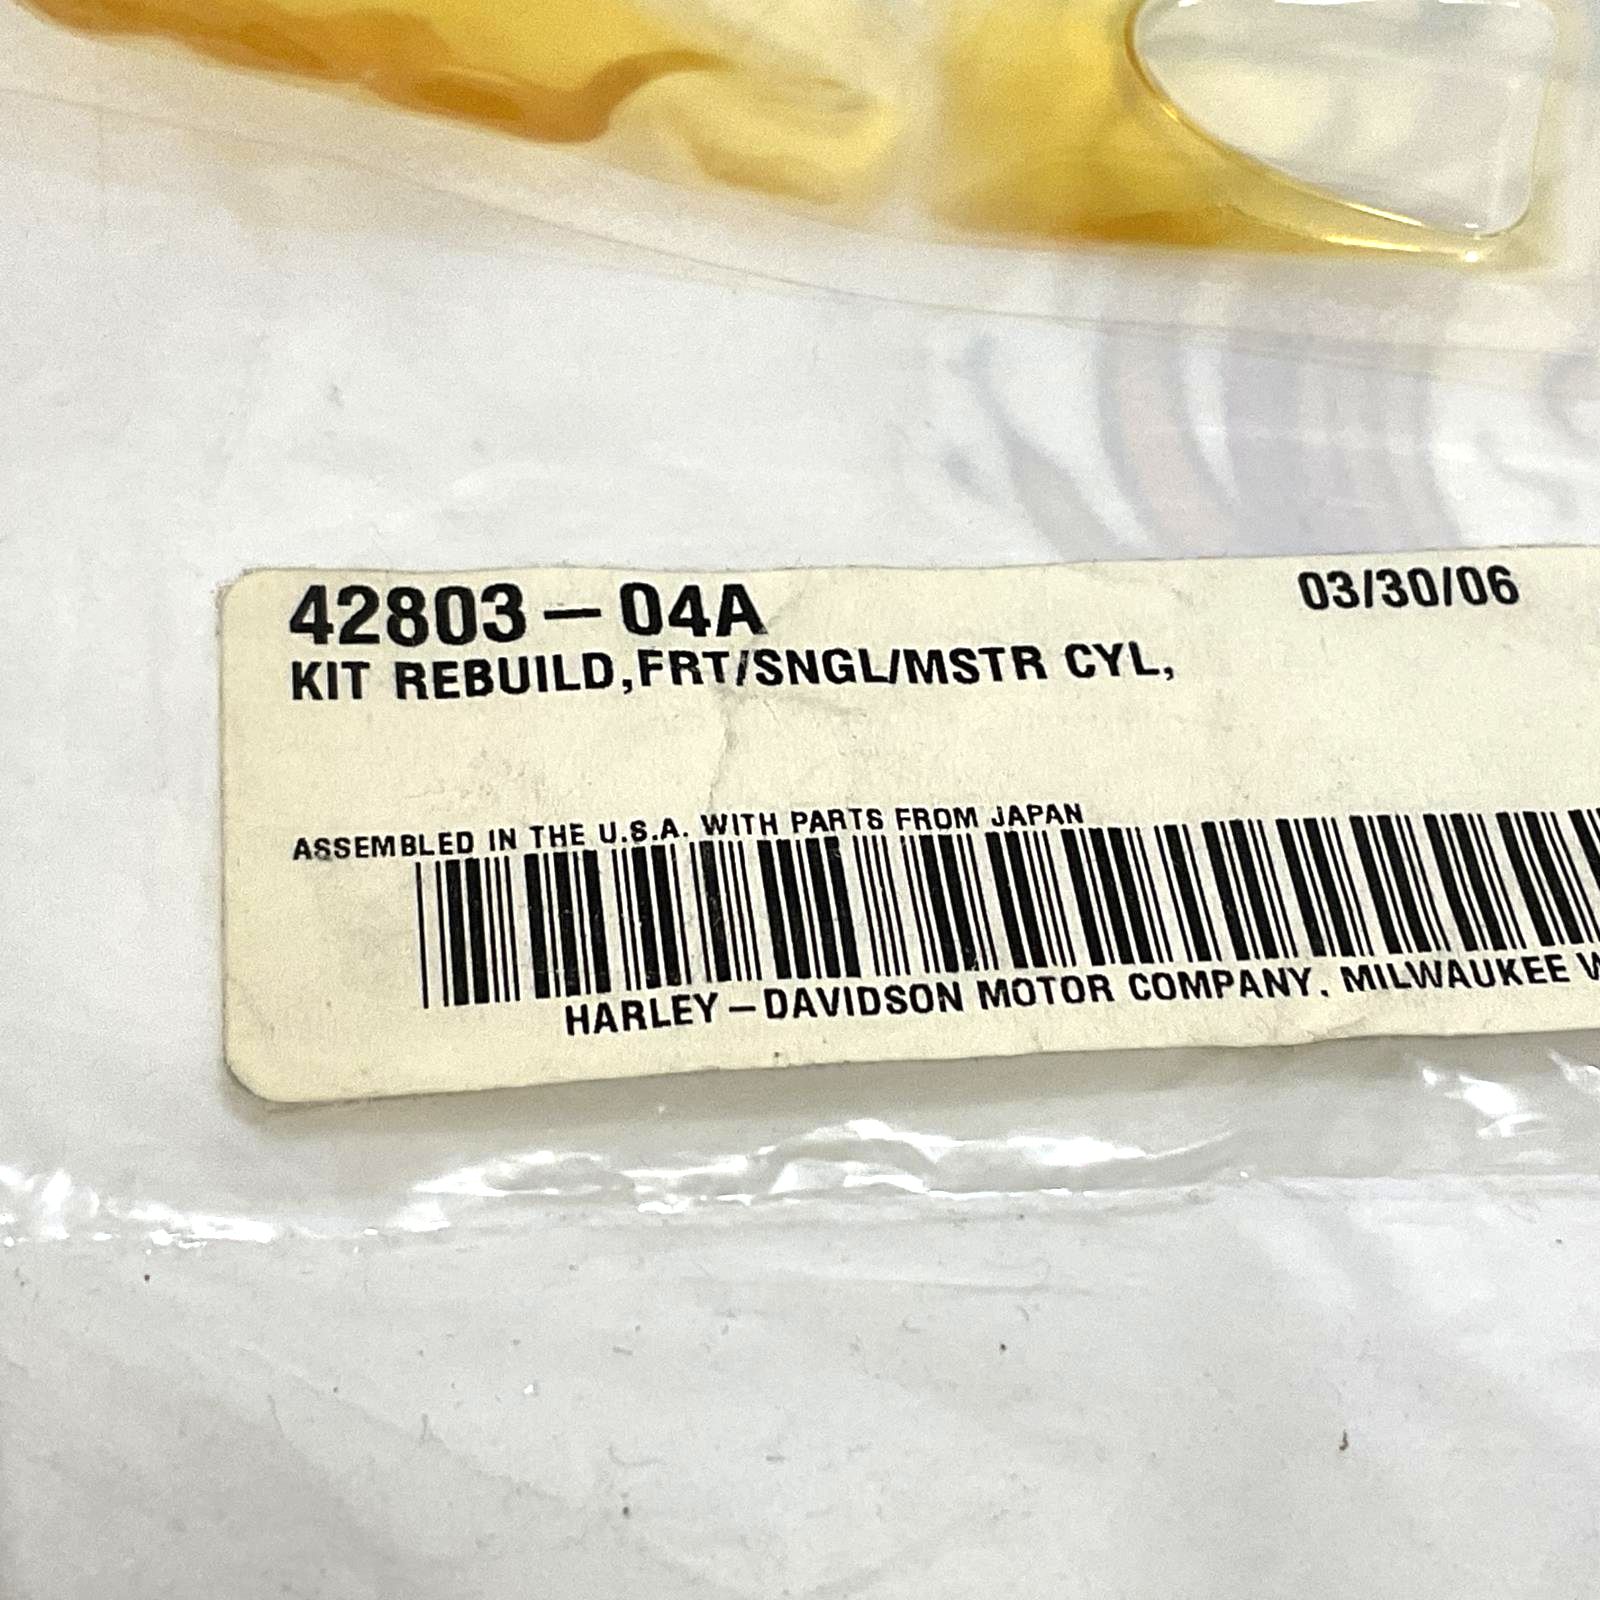 42803-04A 03/30/06
KIT REBUILD,FRT/SNGL/MSTR CYL,
ASSEMBLED IN THE U.S.A. WITH PARTS FROM JAPAN
HARLEY-DAVIDSON MOTOR COMPANY. MILWAUKEE